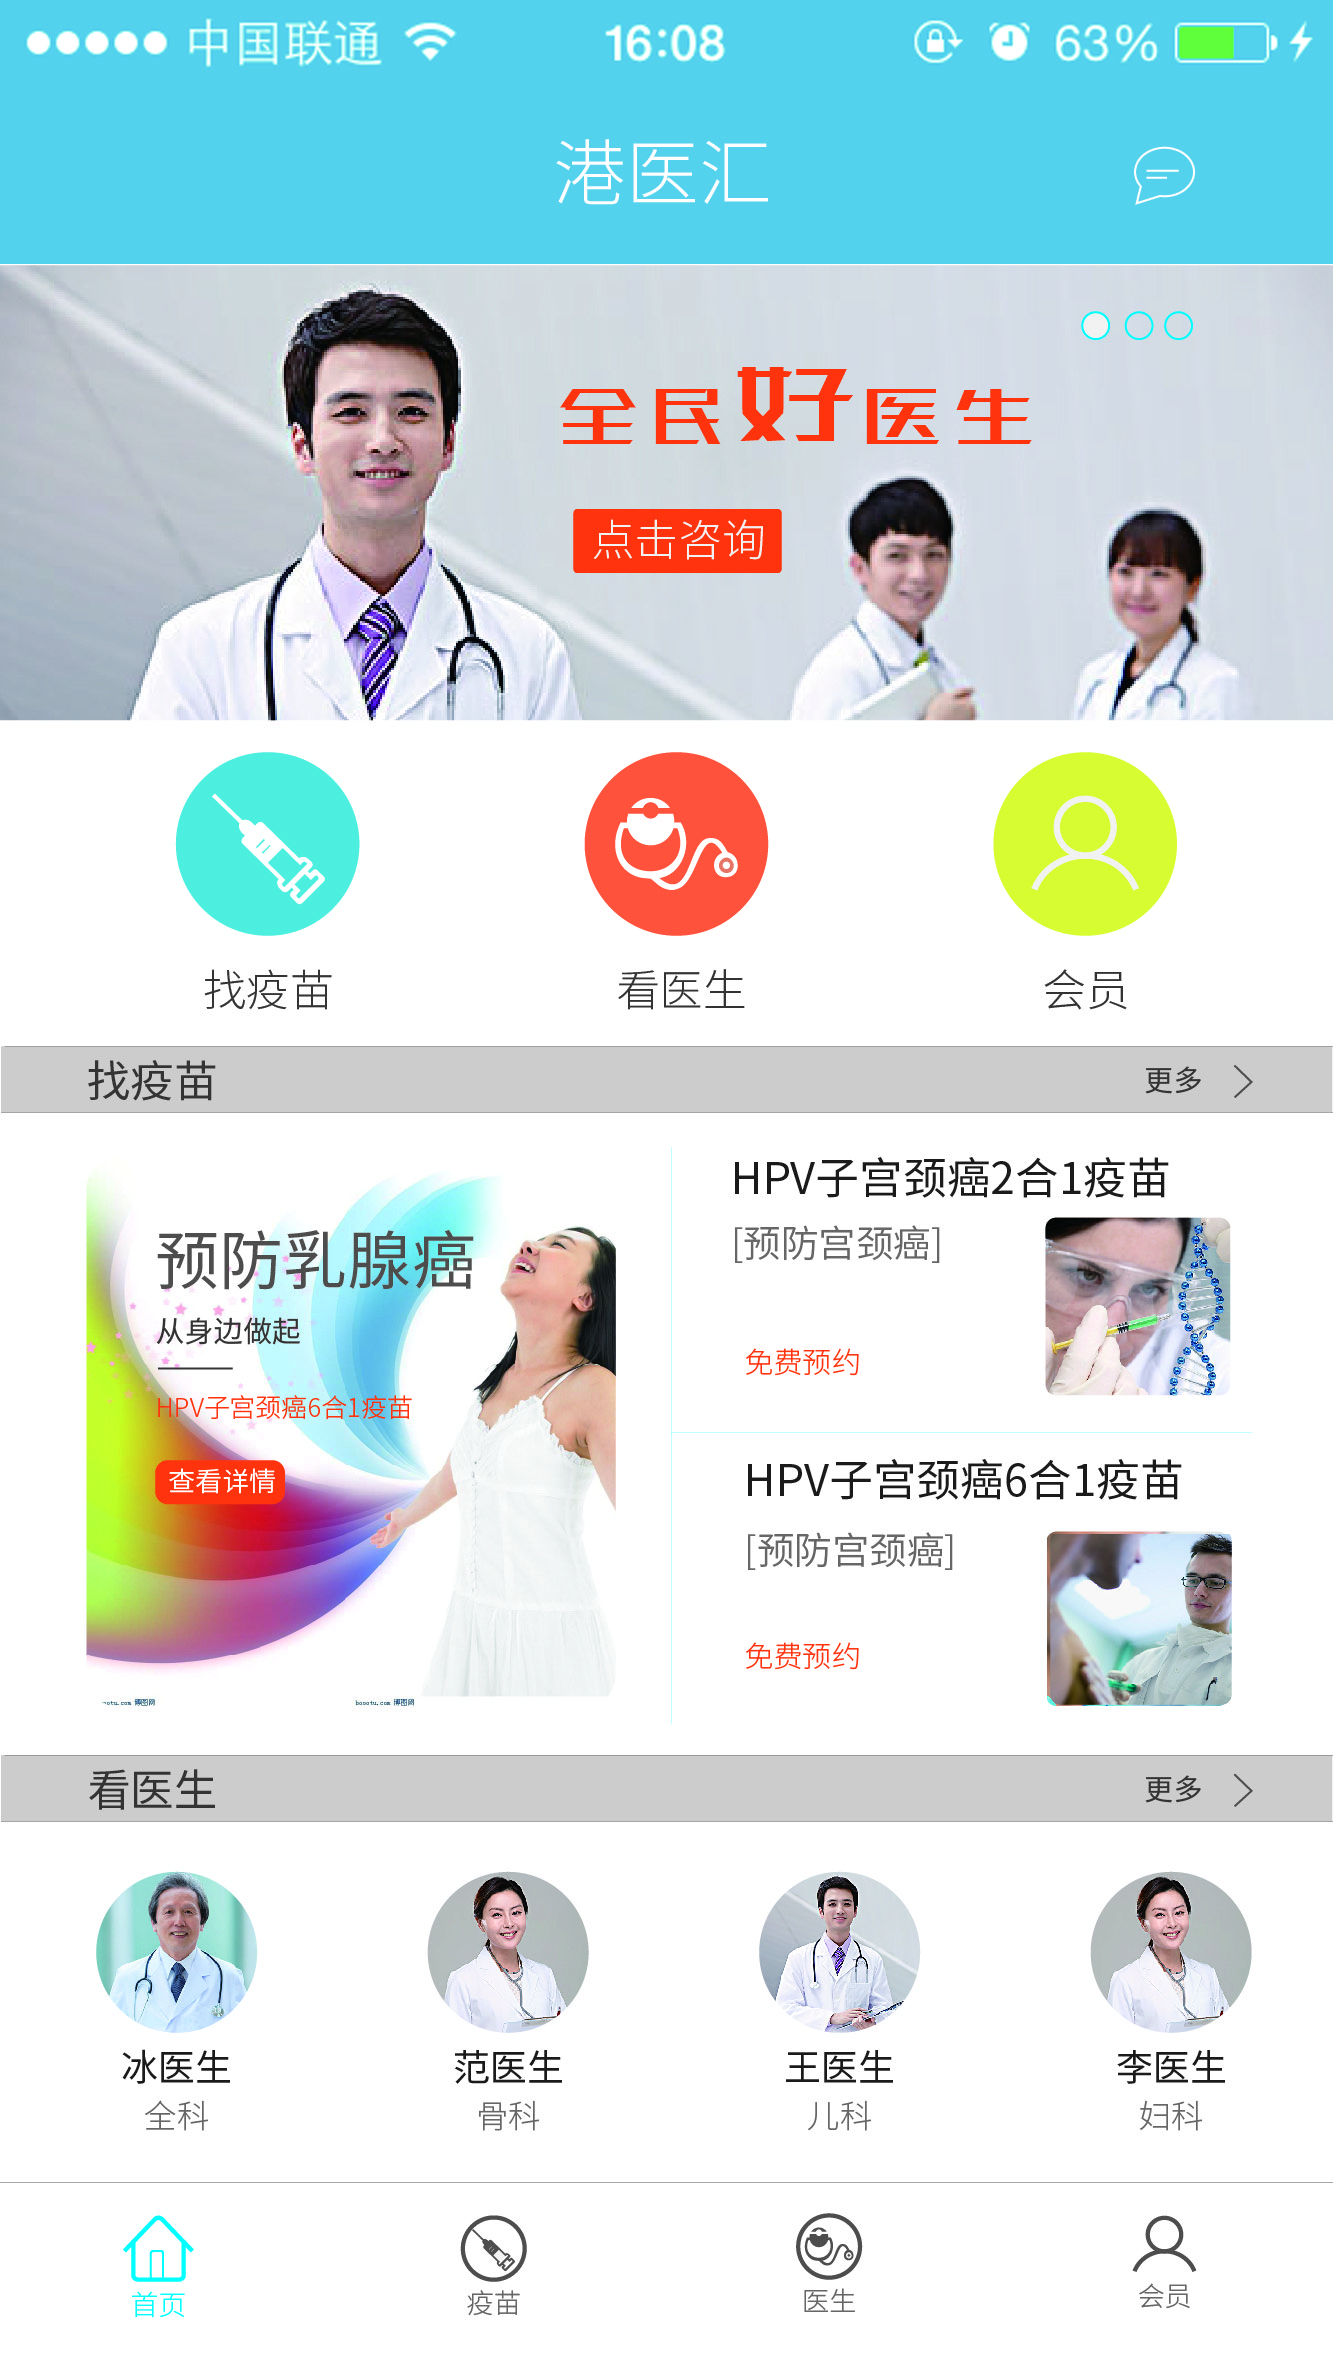 中国联通 16:08 63%
港医汇
全民好医生
点击咨询
找疫苗 看医生 会员
找疫苗 更多
预防乳腺癌
从身边做起
HPV子宫颈癌6合1疫苗
查看详情
bosotu.com 博图网
HPV子宫颈癌2合1疫苗
[预防宫颈癌]
免费预约
HPV子宫颈癌6合1疫苗
[预防宫颈癌]
免费预约
看医生 更多
冰医生 范医生 王医生 李医生
全科 骨科 儿科 妇科
首页 疫苗 医生 会员